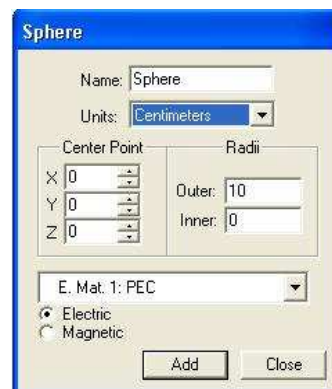 Sphere
Name: Sphere
Units: Centimeters
Center Point Radii
X 0
Y 0
Z 0
Outer: 10
Inner: 0
E. Mat. 1: PEC
Electric
Magnetic
Add Close